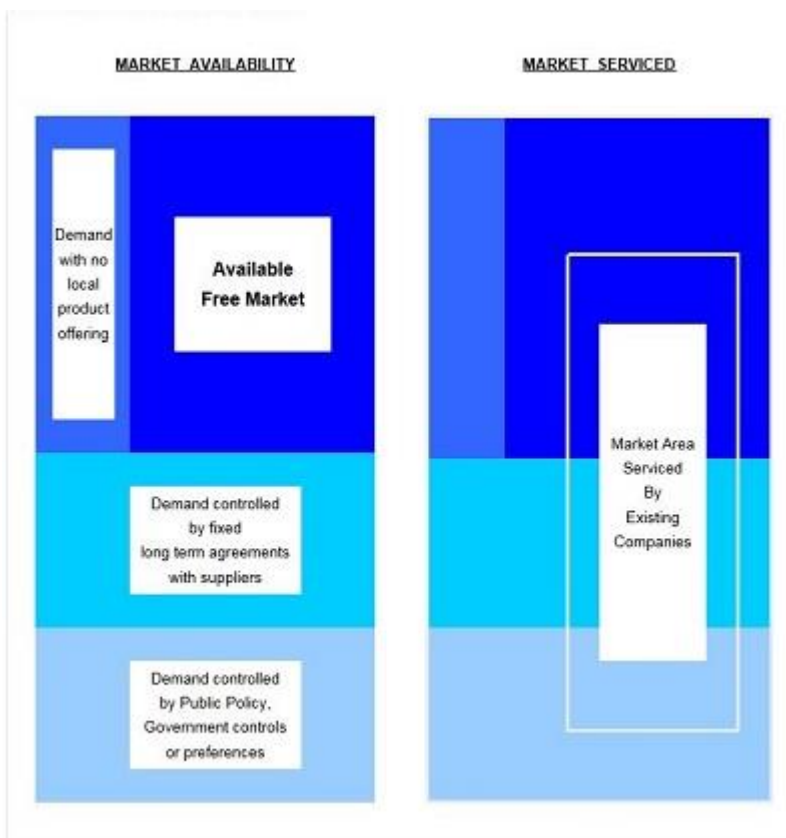 MARKET AVAILABILITY
Demand
with no
local
product
offering
Available
Free Market
Demand controlled
by fixed
long term agreements
with suppliers
Demand controlled
by Public Policy,
Government controls
or preferences
MARKET SERVICED
Market Area
Serviced
By
Existing
Companies